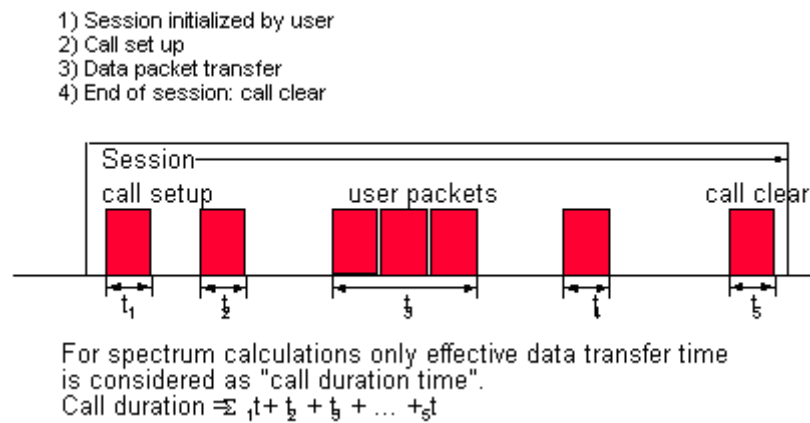 1) Session initialized by user
2) Call set up
3) Data packet transfer
4) End of session: call clear
Session
call setup user packets call clear
t1 t2 t3 t4 t5
For spectrum calculations only effective data transfer time
is considered as "call duration time".
Call duration =Σ 1t+ t2 + t3 + ... +5t